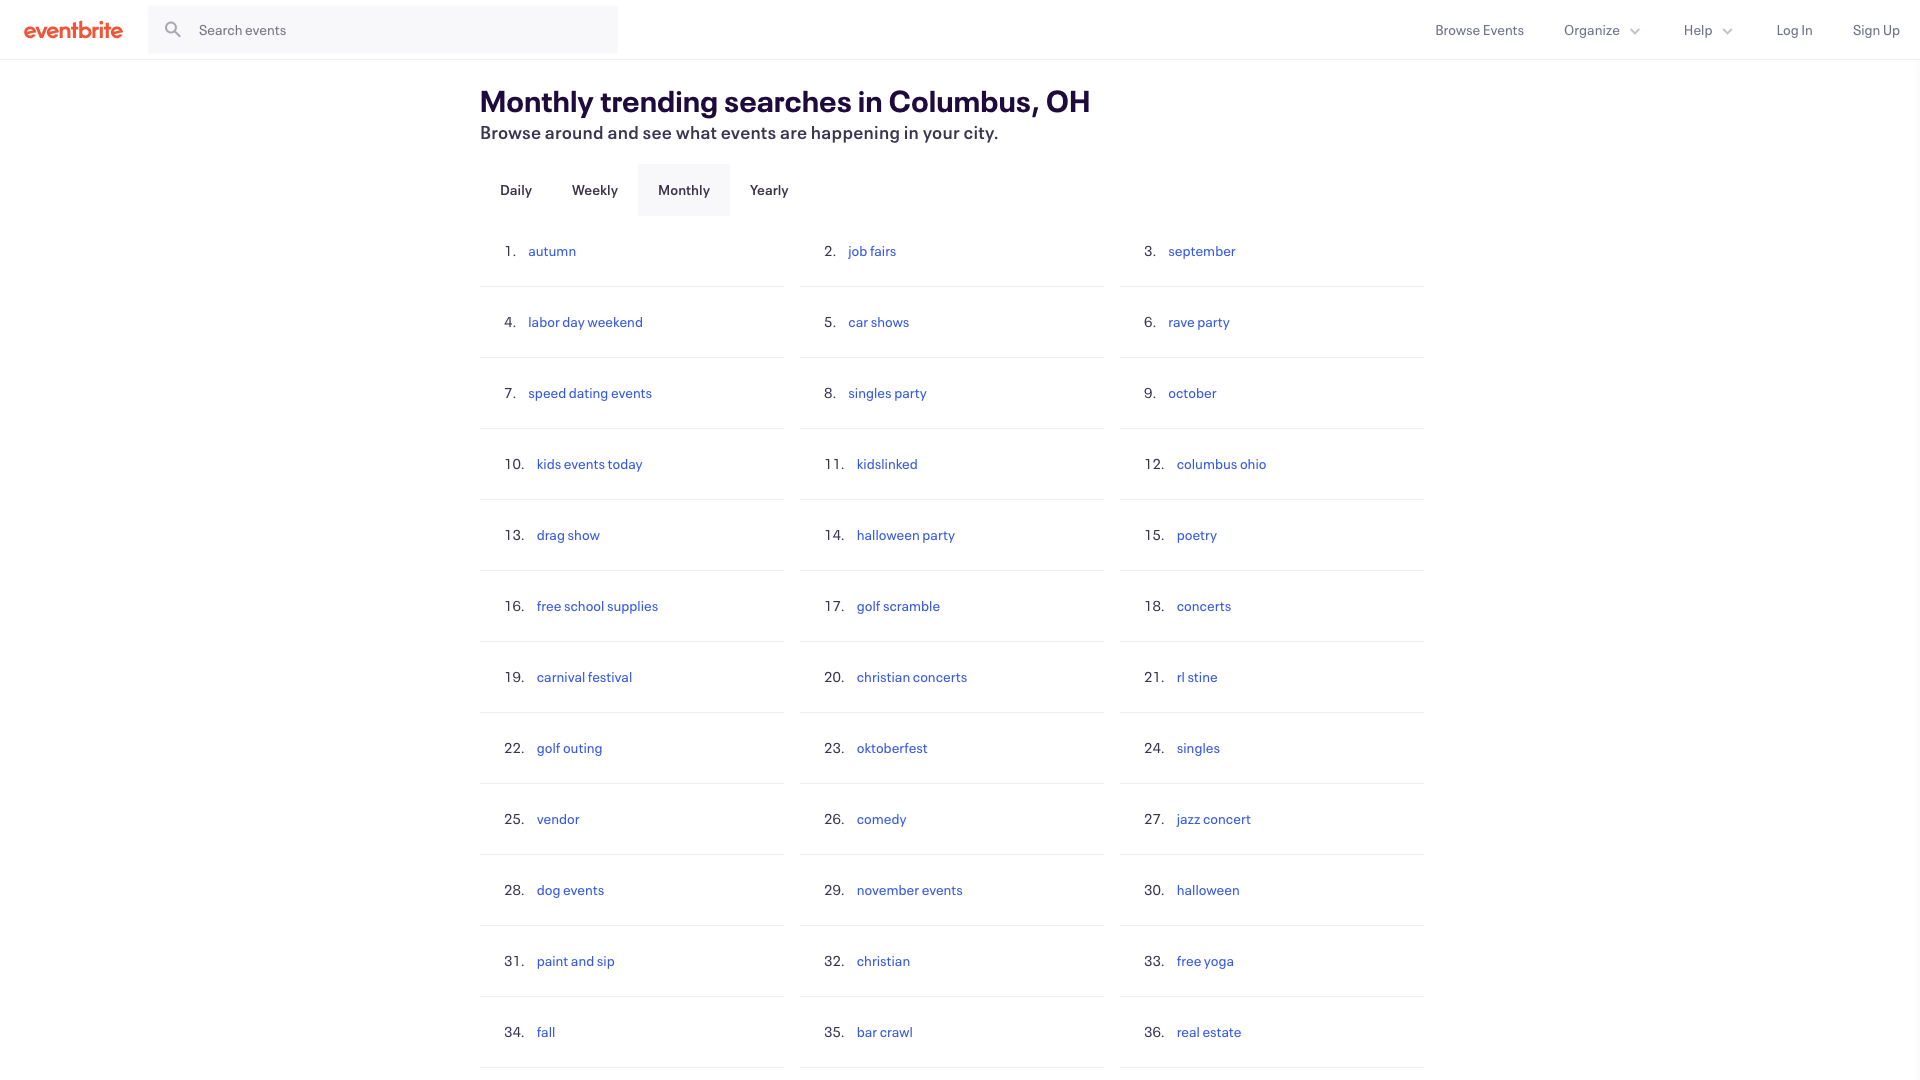 eventbrite
Search events
Browse Events
Organize
Help
Log In
Sign Up
Monthly trending searches in Columbus, OH
Browse around and see what events are happening in your city.
Daily
Weekly
Monthly
Yearly
1. autumn
2. job fairs
3. september
4. labor day weekend
5. car shows
6. rave party
7. speed dating events
8. singles party
9. october
10. kids events today
11. kidslinked
12. columbus ohio
13. drag show
14. halloween party
15. poetry
16. free school supplies
17. golf scramble
18. concerts
19. carnival festival
20. christian concerts
21. rl stine
22. golf outing
23. oktoberfest
24. singles
25. vendor
26. comedy
27. jazz concert
28. dog events
29. november events
30. halloween
31. paint and sip
32. christian
33. free yoga
34. fall
35. bar crawl
36. real estate